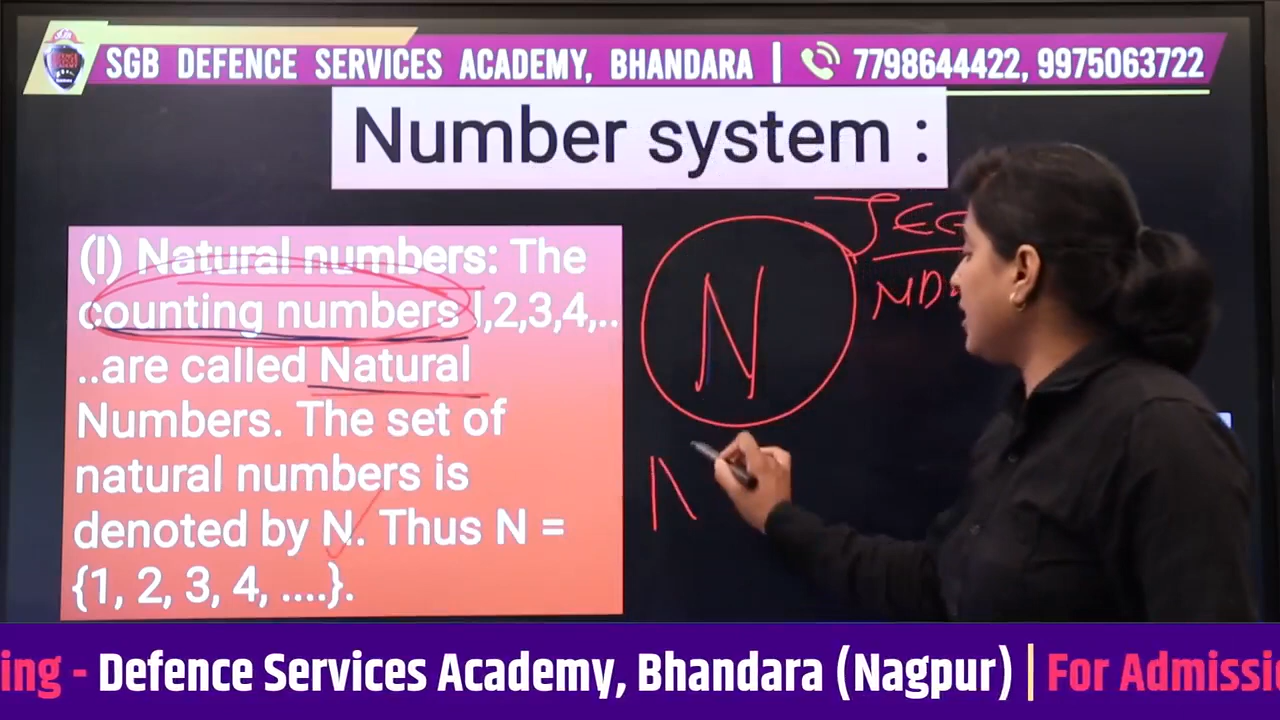 SGB DEFENCE SERVICES ACADEMY, BHANDARA | 7798644422, 9975063722
Number system :
(I) Natural numbers: The
counting numbers 1,2,3,4,..
..are called Natural
Numbers. The set of
natural numbers is
denoted by N. Thus N =
{1, 2, 3, 4, ....}.
N
ing - Defence Services Academy, Bhandara (Nagpur) | For Admissi